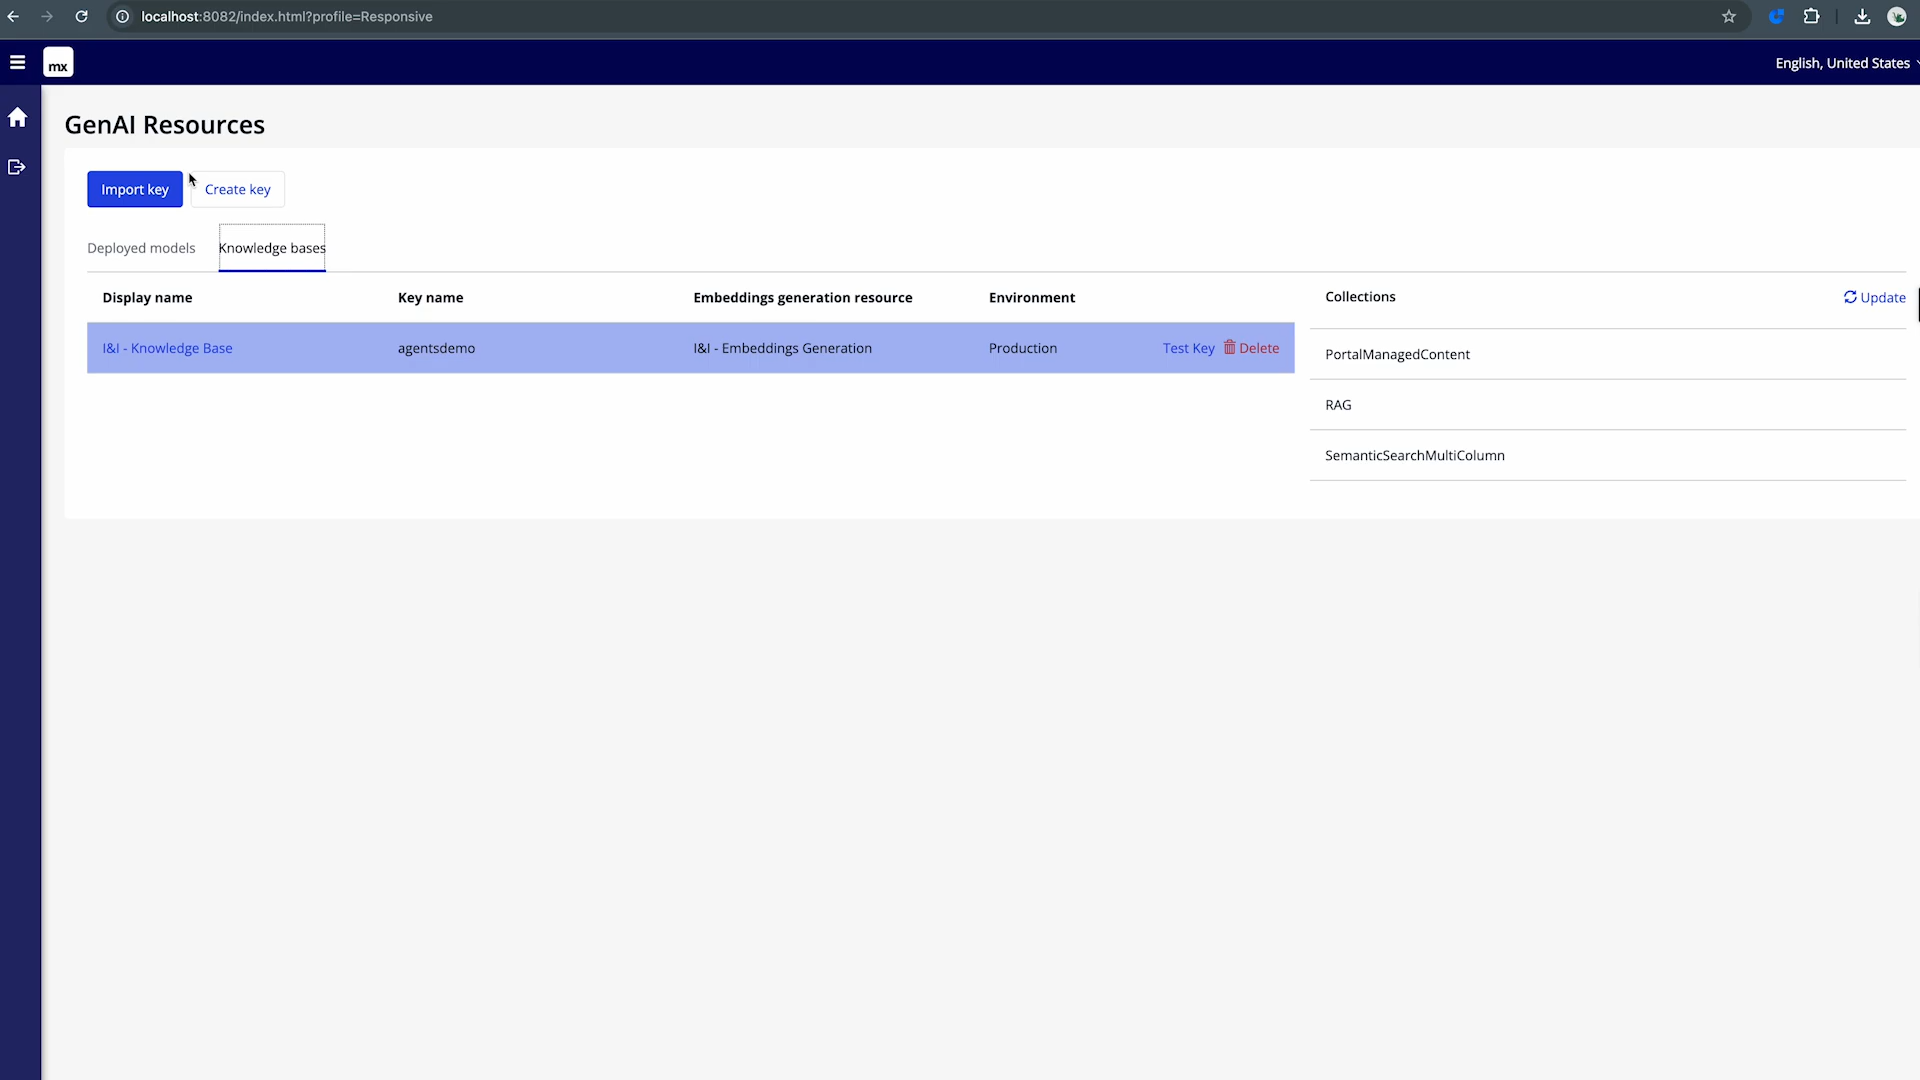 localhost:8082/index.html?profile=Responsive
mx
English, United States
GenAI Resources
Import key
Create key
Deployed models
Knowledge bases
Display name
Key name
Embeddings generation resource
Environment
Collections
Update
I&I - Knowledge Base
agentsdemo
I&I - Embeddings Generation
Production
Test Key
Delete
PortalManagedContent
RAG
SemanticSearchMultiColumn